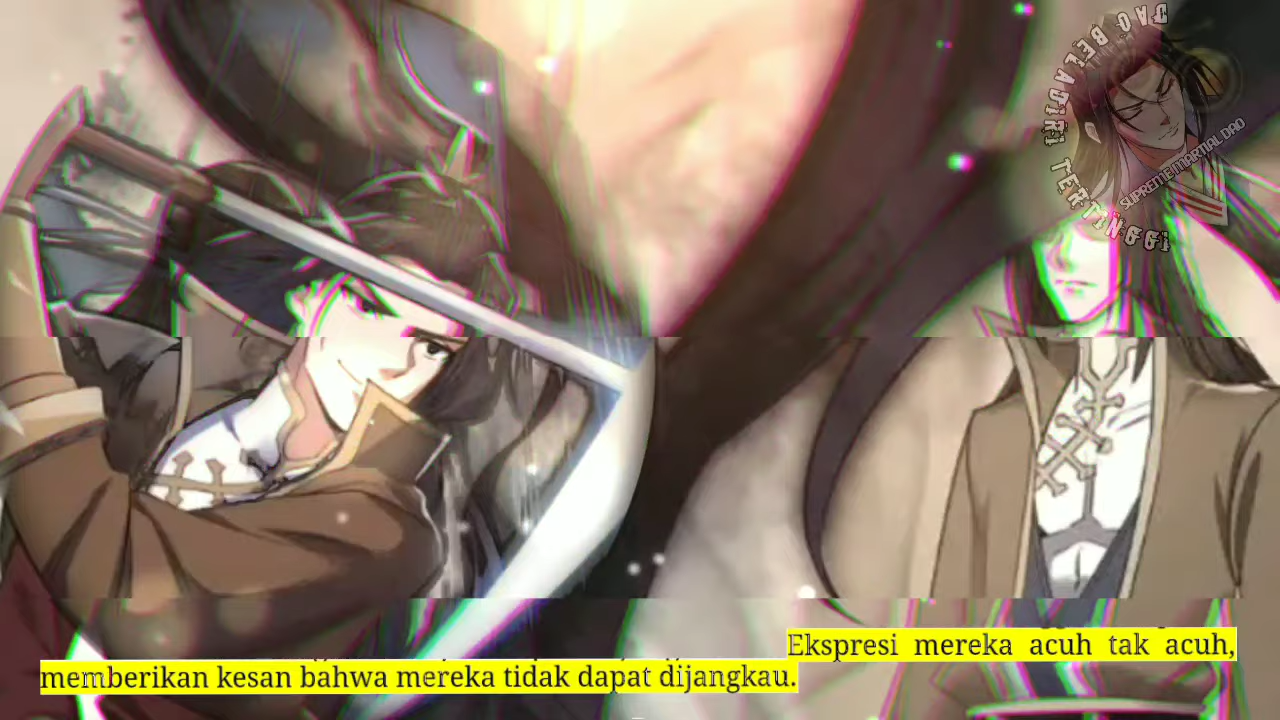 DAO BELADIRI TERTINGGI
SUPREME MARTIAL DAO
Ekspresi mereka acuh tak acuh,
memberikan kesan bahwa mereka tidak dapat dijangkau.